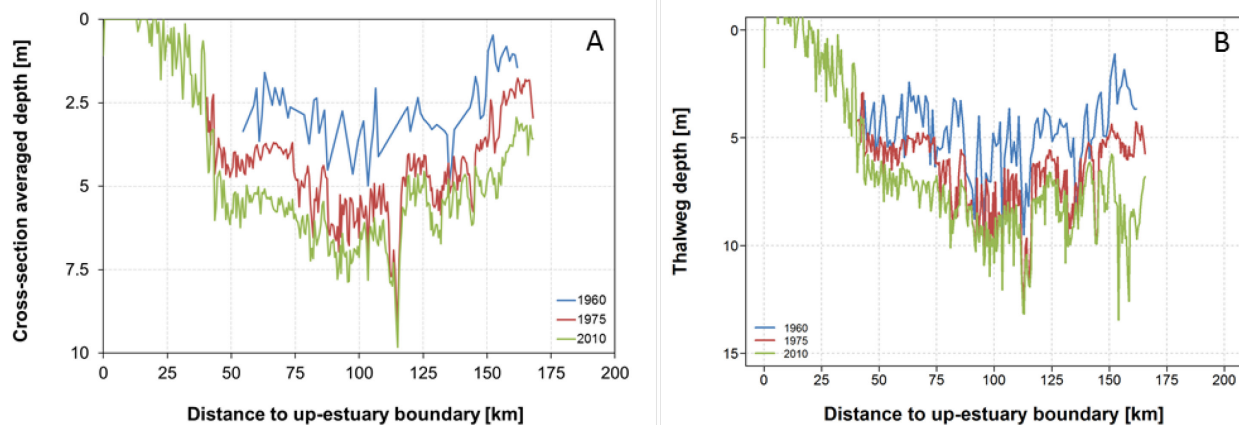 A
Cross-section averaged depth [m]
0
2.5
5
7.5
10
1960
1975
2010
0 25 50 75 100 125 150 175 200
Distance to up-estuary boundary [km]
B
Thalweg depth [m]
0
5
10
15
1960
1975
2010
0 25 50 75 100 125 150 175 200
Distance to up-estuary boundary [km]